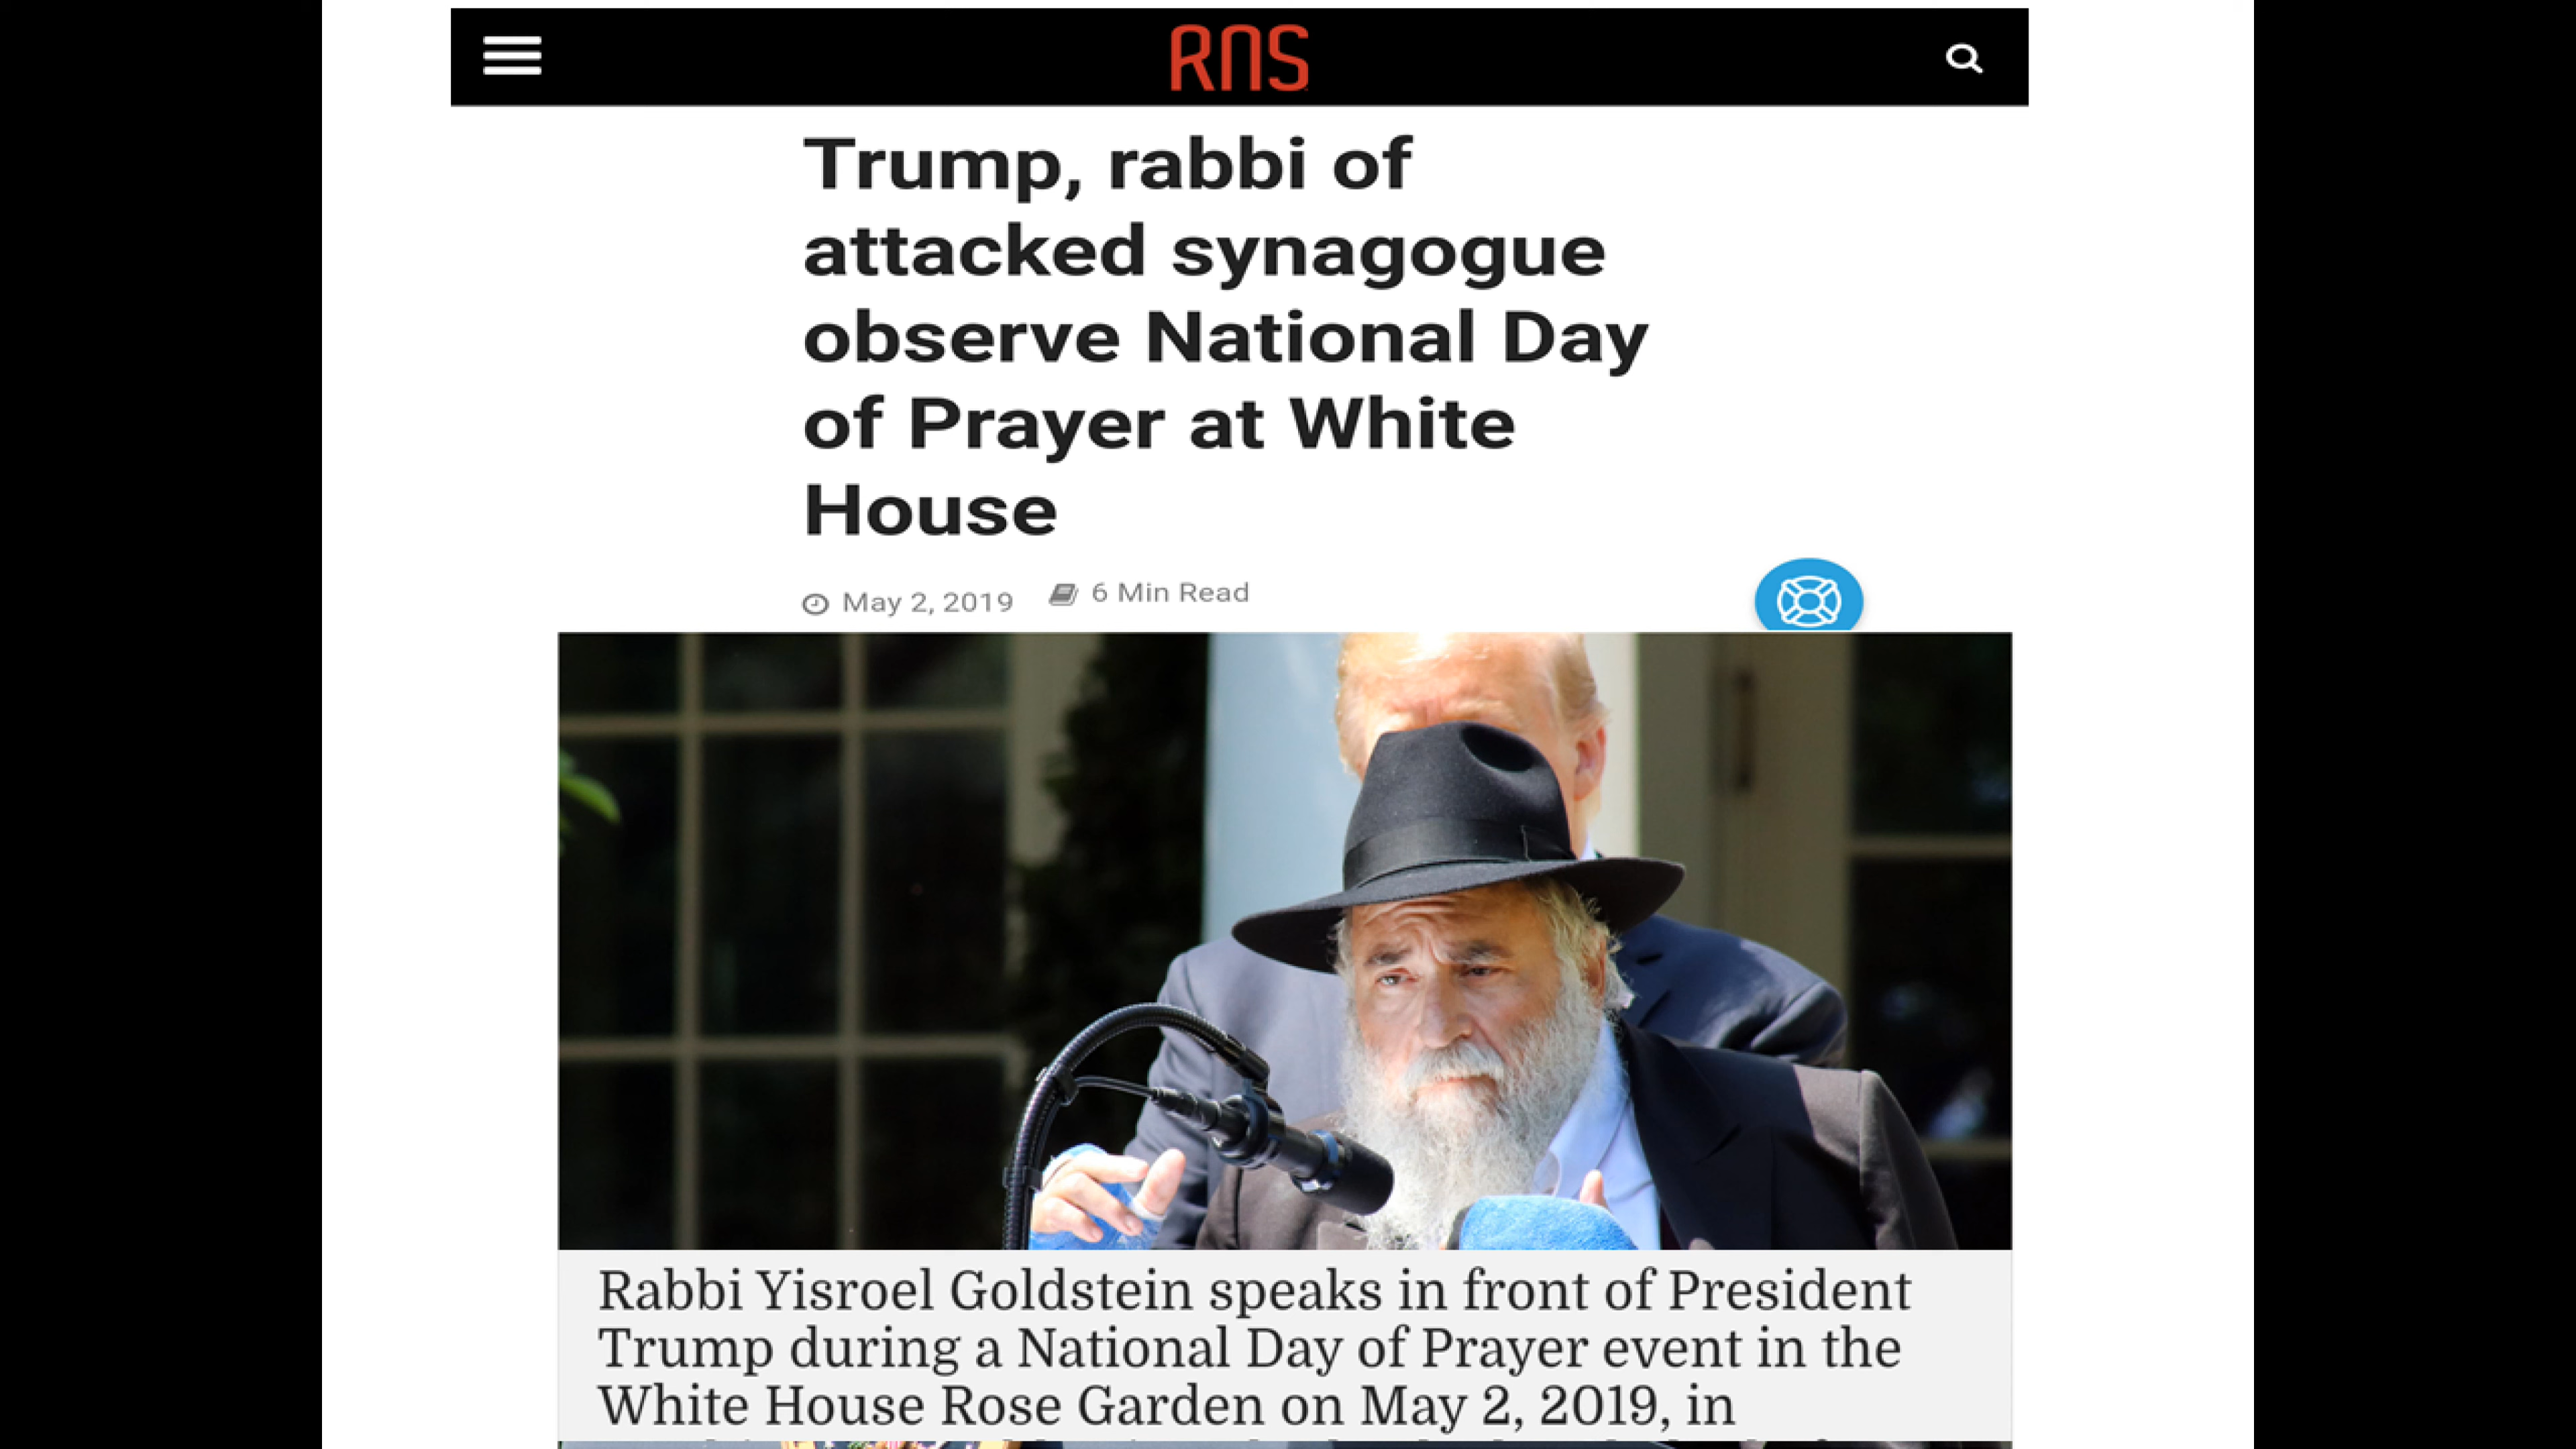 RNS
Trump, rabbi of
attacked synagogue
observe National Day
of Prayer at White
House
May 2, 2019
6 Min Read
Rabbi Yisroel Goldstein speaks in front of President
Trump during a National Day of Prayer event in the
White House Rose Garden on May 2, 2019, in